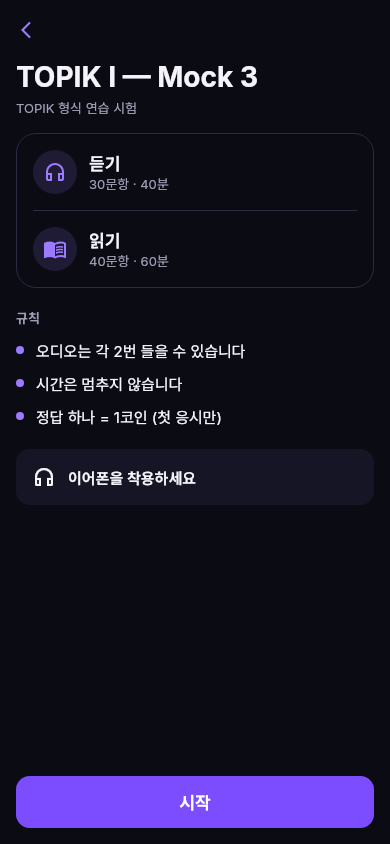 TOPIK I — Mock 3
TOPIK 형식 연습 시험
듣기
30문항 · 40분
읽기
40문항 · 60분
규칙
오디오는 각 2번 들을 수 있습니다
시간은 멈추지 않습니다
정답 하나 = 1코인 (첫 응시만)
이어폰을 착용하세요
시작